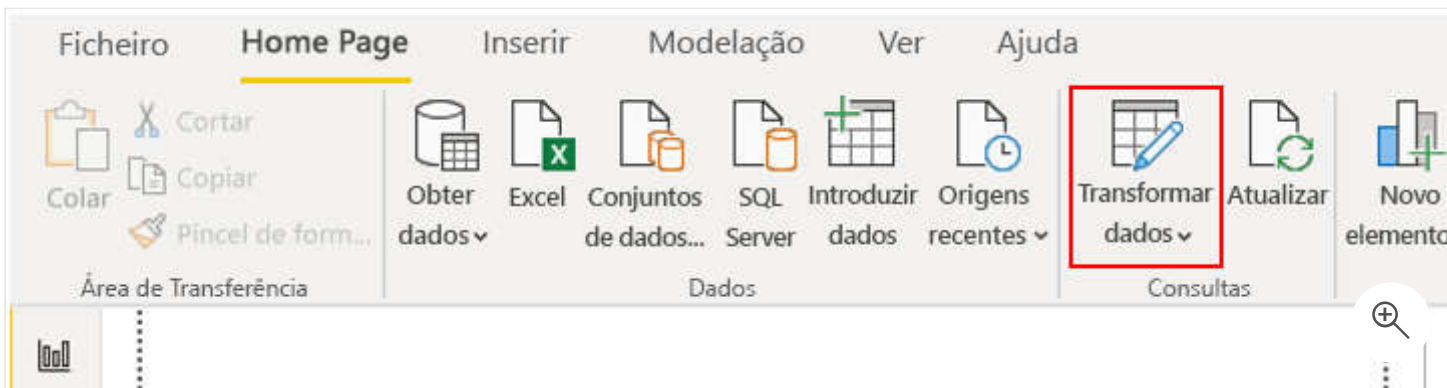 Ficheiro Home Page Inserir Modelação Ver Ajuda
Colar
Cortar
Copiar
Pincel de form...
Área de Transferência
Obter
dados
Excel
Conjuntos
de dados...
SQL
Server
Introduzir
dados
Origens
recentes
Dados
Transformar
dados
Atualizar
Consultas
Novo
elemento